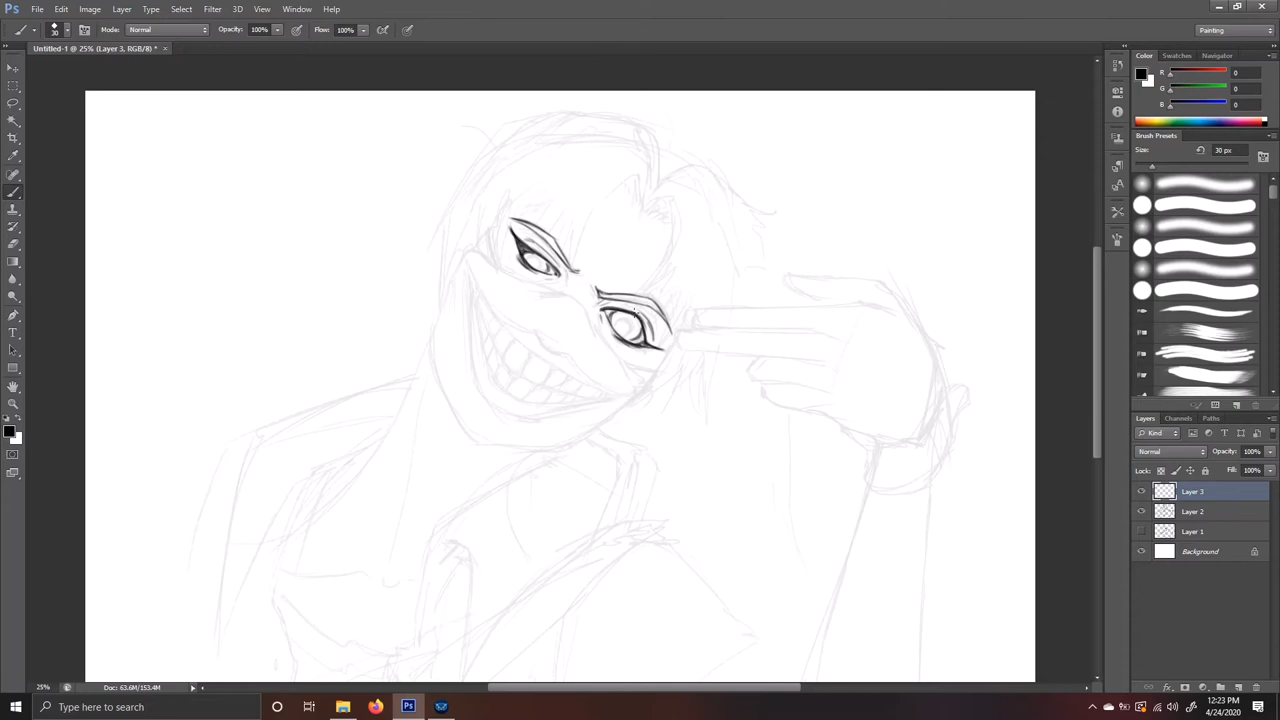 Ps File Edit Image Layer Type Select Filter 3D View Window Help
30 Mode: Normal Opacity: 100% Flow: 100% Painting
Untitled-1 @ 25% (Layer 3, RGB/8) * ×
Color Swatches Navigator
R 0
G 0
B 0
Brush Presets
Size: 30 px
Layers Channels Paths
Kind
Normal Opacity: 100%
Lock: Fill: 100%
Layer 3
Layer 2
Layer 1
Background
25% Doc: 63.6M/153.4M
Type here to search Ps 12:23 PM
4/24/2020